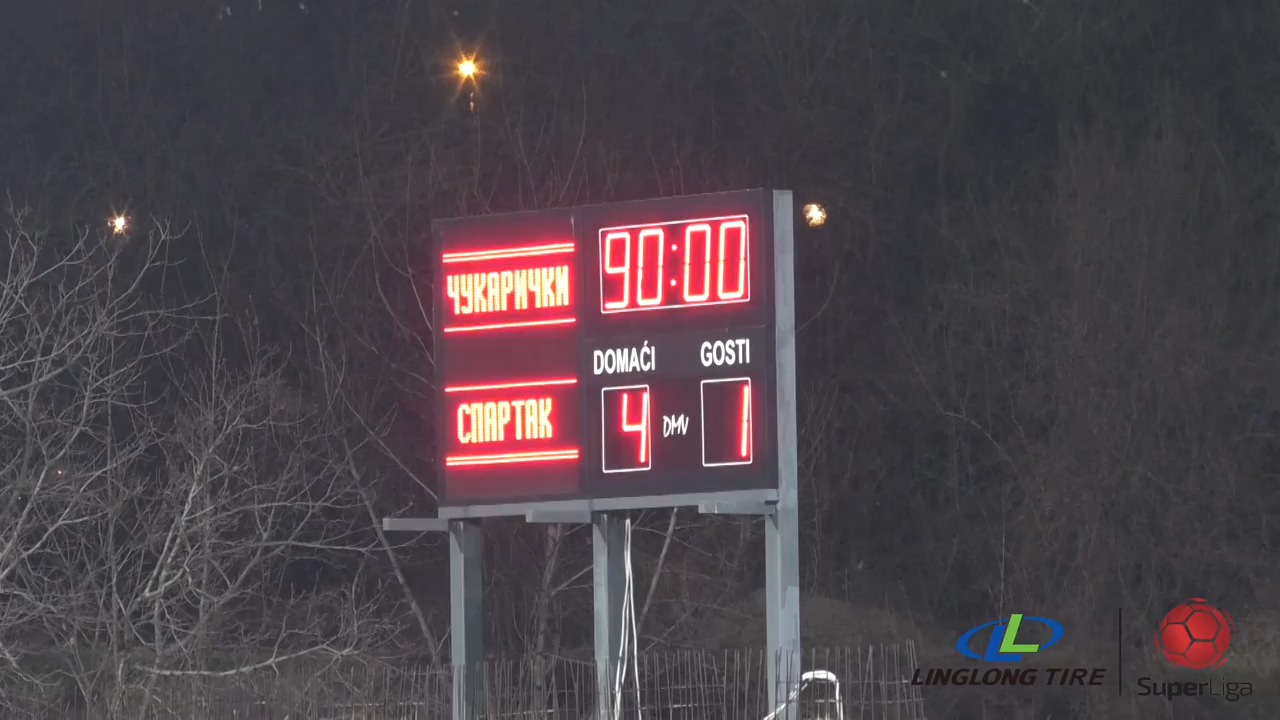 ЧУКАРИЧКИ
90:00
DOMAĆI
GOSTI
СПАРТАК
4
DMV
1
LINGLONG TIRE
SuperLiga